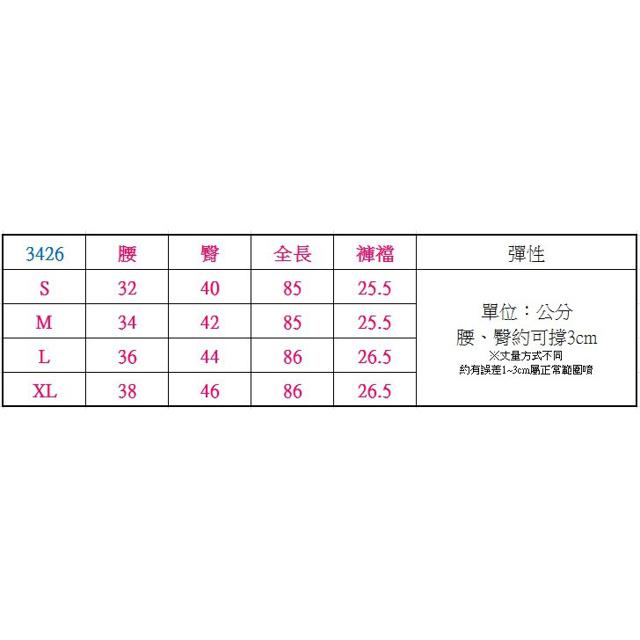 3426 腰 臀 全長 褲襠 彈性
S 32 40 85 25.5
M 34 42 85 25.5
L 36 44 86 26.5
XL 38 46 86 26.5
單位：公分
腰、臀約可撐3cm
※丈量方式不同
約有誤差1~3cm屬正常範圍唷